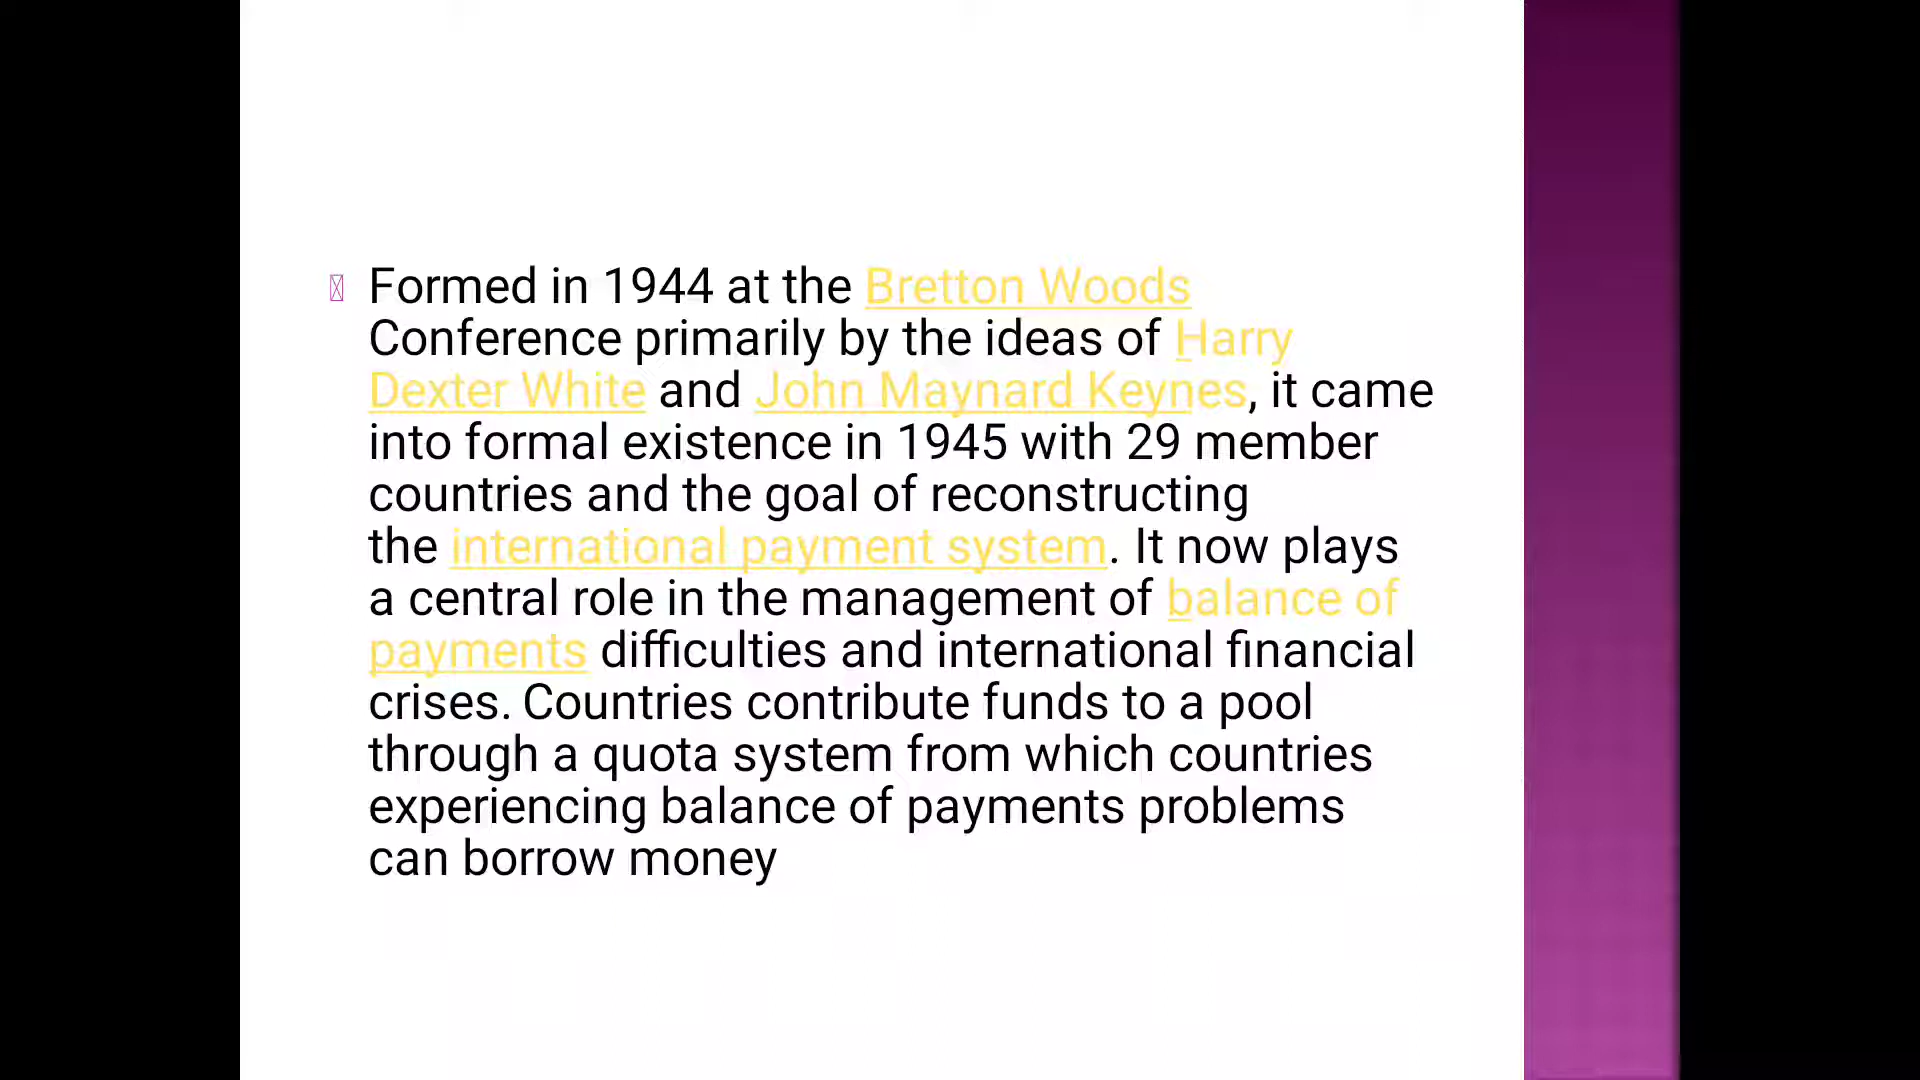 Formed in 1944 at the Bretton Woods
Conference primarily by the ideas of Harry
Dexter White and John Maynard Keynes, it came
into formal existence in 1945 with 29 member
countries and the goal of reconstructing
the international payment system. It now plays
a central role in the management of balance of
payments difficulties and international financial
crises. Countries contribute funds to a pool
through a quota system from which countries
experiencing balance of payments problems
can borrow money